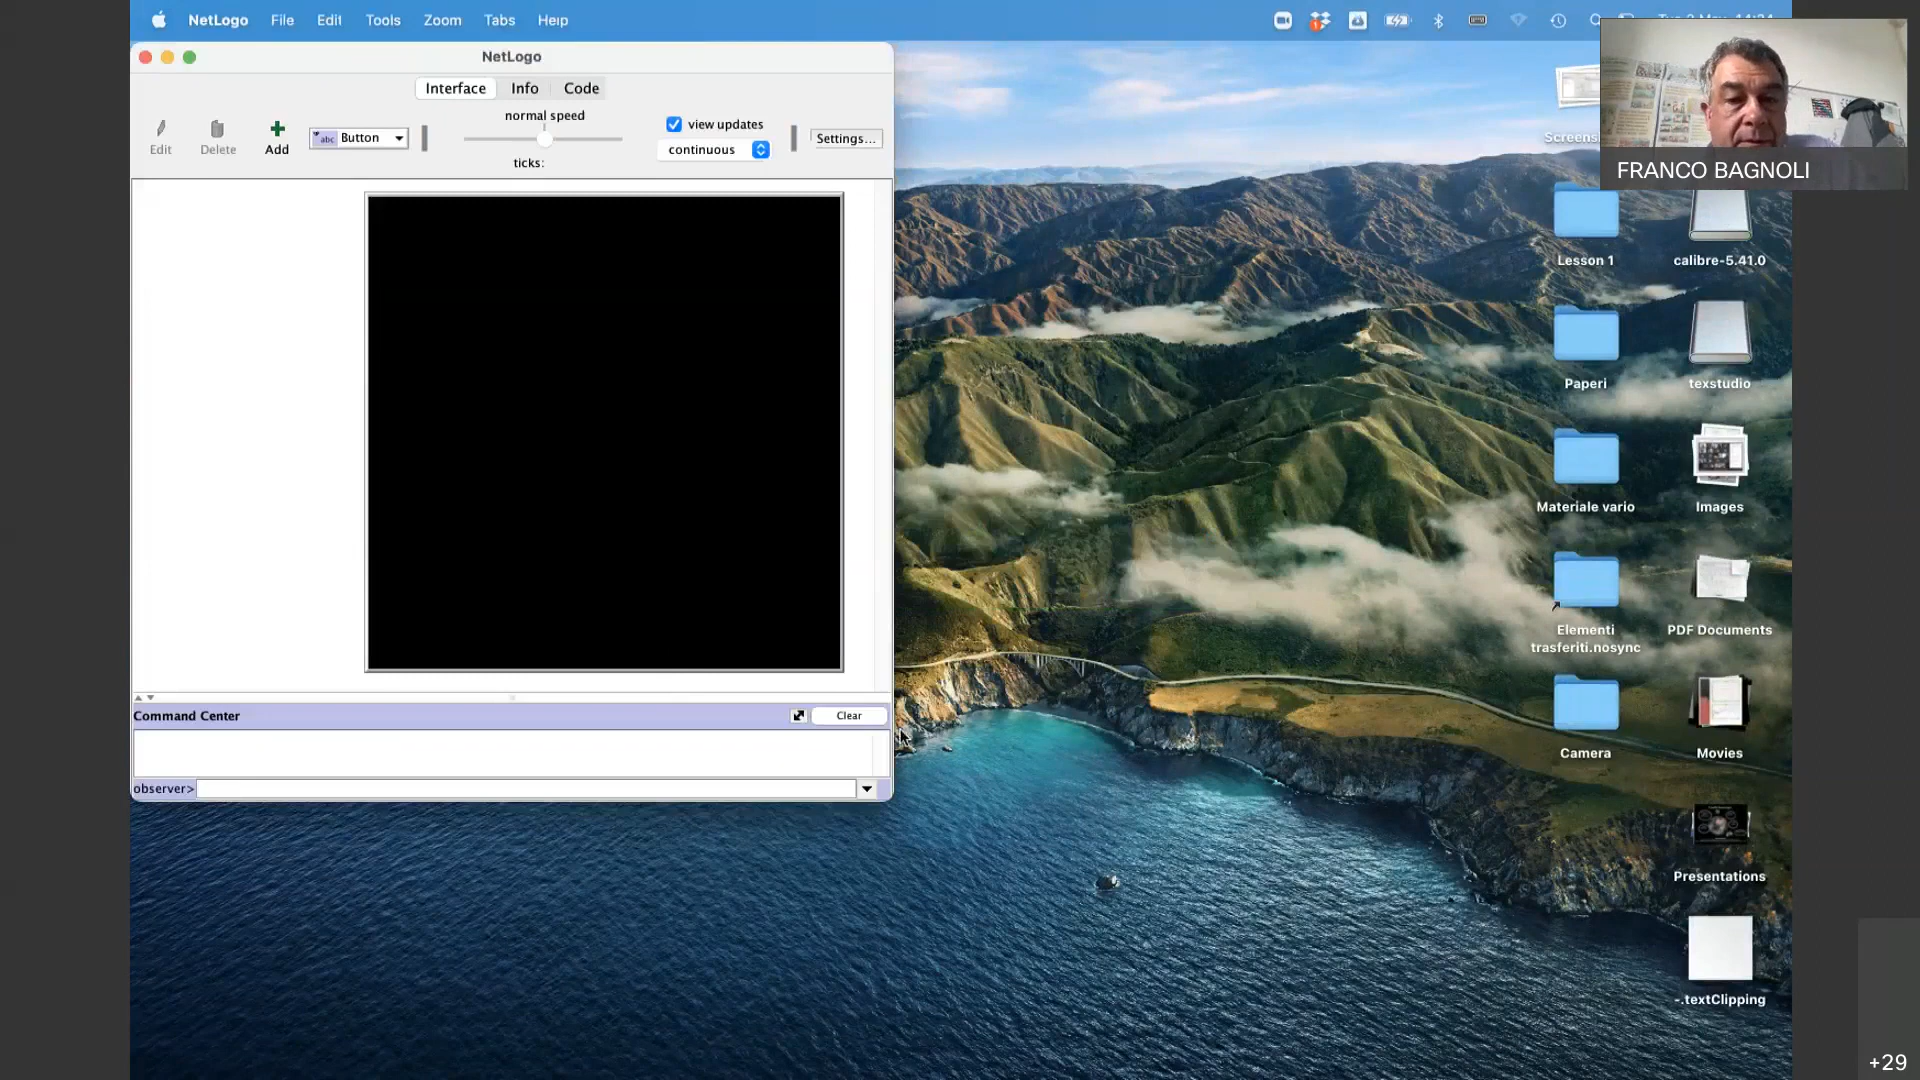 NetLogo File Edit Tools Zoom Tabs Help
NetLogo
Interface Info Code
normal speed
view updates
Edit Delete Add abc Button continuous Settings...
ticks:
FRANCO BAGNOLI
Lesson 1 calibre-5.41.0
Paperi texstudio
Materiale vario Images
Elementi
trasferiti.nosync PDF Documents
Camera Movies
Presentations
-.textClipping
Command Center Clear
observer>
+29